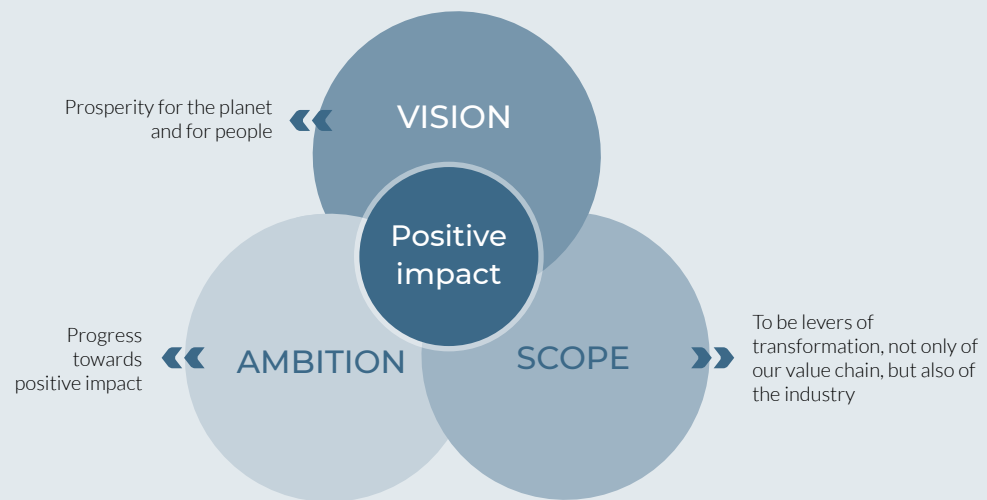 Prosperity for the planet
and for people
VISION
Positive
impact
Progress
towards
positive impact
AMBITION
SCOPE
To be levers of
transformation, not only of
our value chain, but also of
the industry